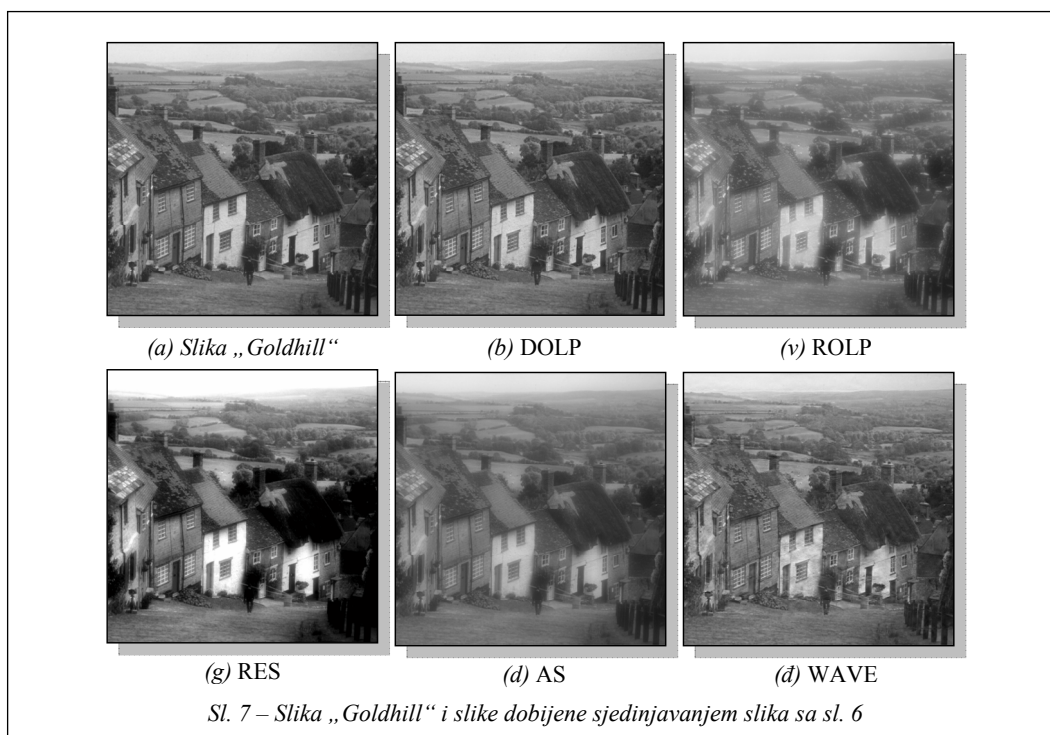 (a) Slika „Goldhill“ (b) DOLP (v) ROLP
(g) RES (d) AS (đ) WAVE
Sl. 7 – Slika „Goldhill“ i slike dobijene sjedinjavanjem slika sa sl. 6